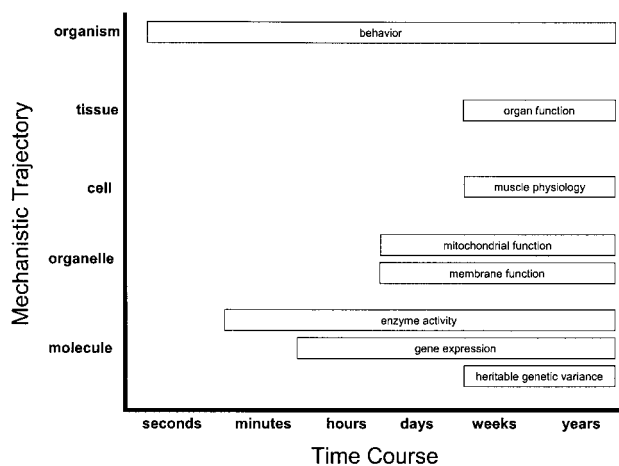 organism
behavior
tissue
organ function
cell
muscle physiology
organelle
mitochondrial function
membrane function
molecule
enzyme activity
gene expression
heritable genetic variance
Mechanistic Trajectory
seconds minutes hours days weeks years
Time Course